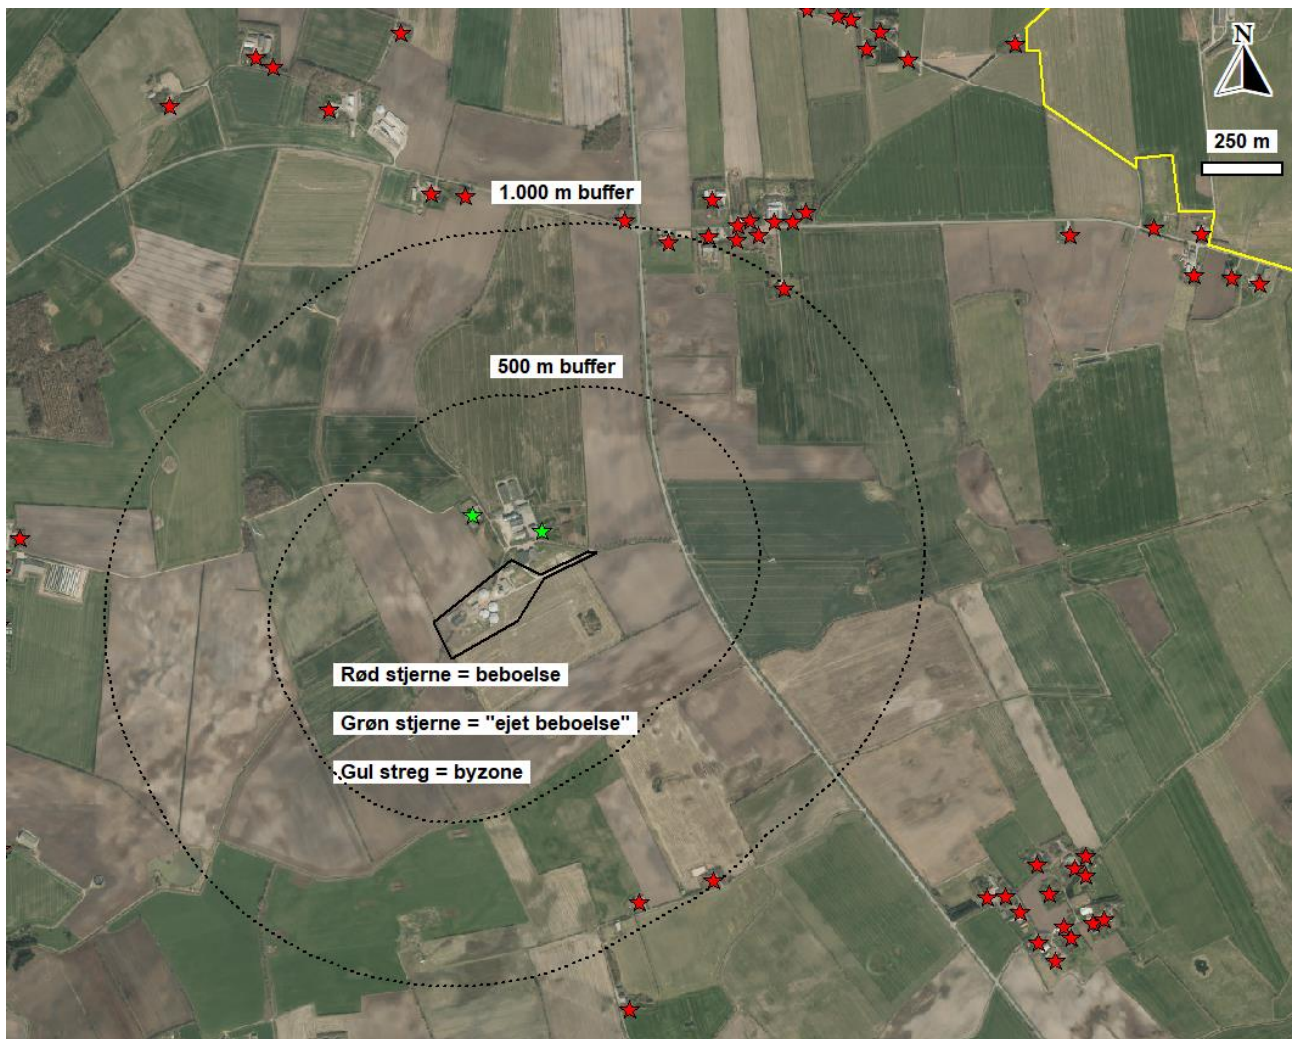 N
250 m
1.000 m buffer
500 m buffer
Rød stjerne = beboelse
Grøn stjerne = "ejet beboelse"
Gul streg = byzone